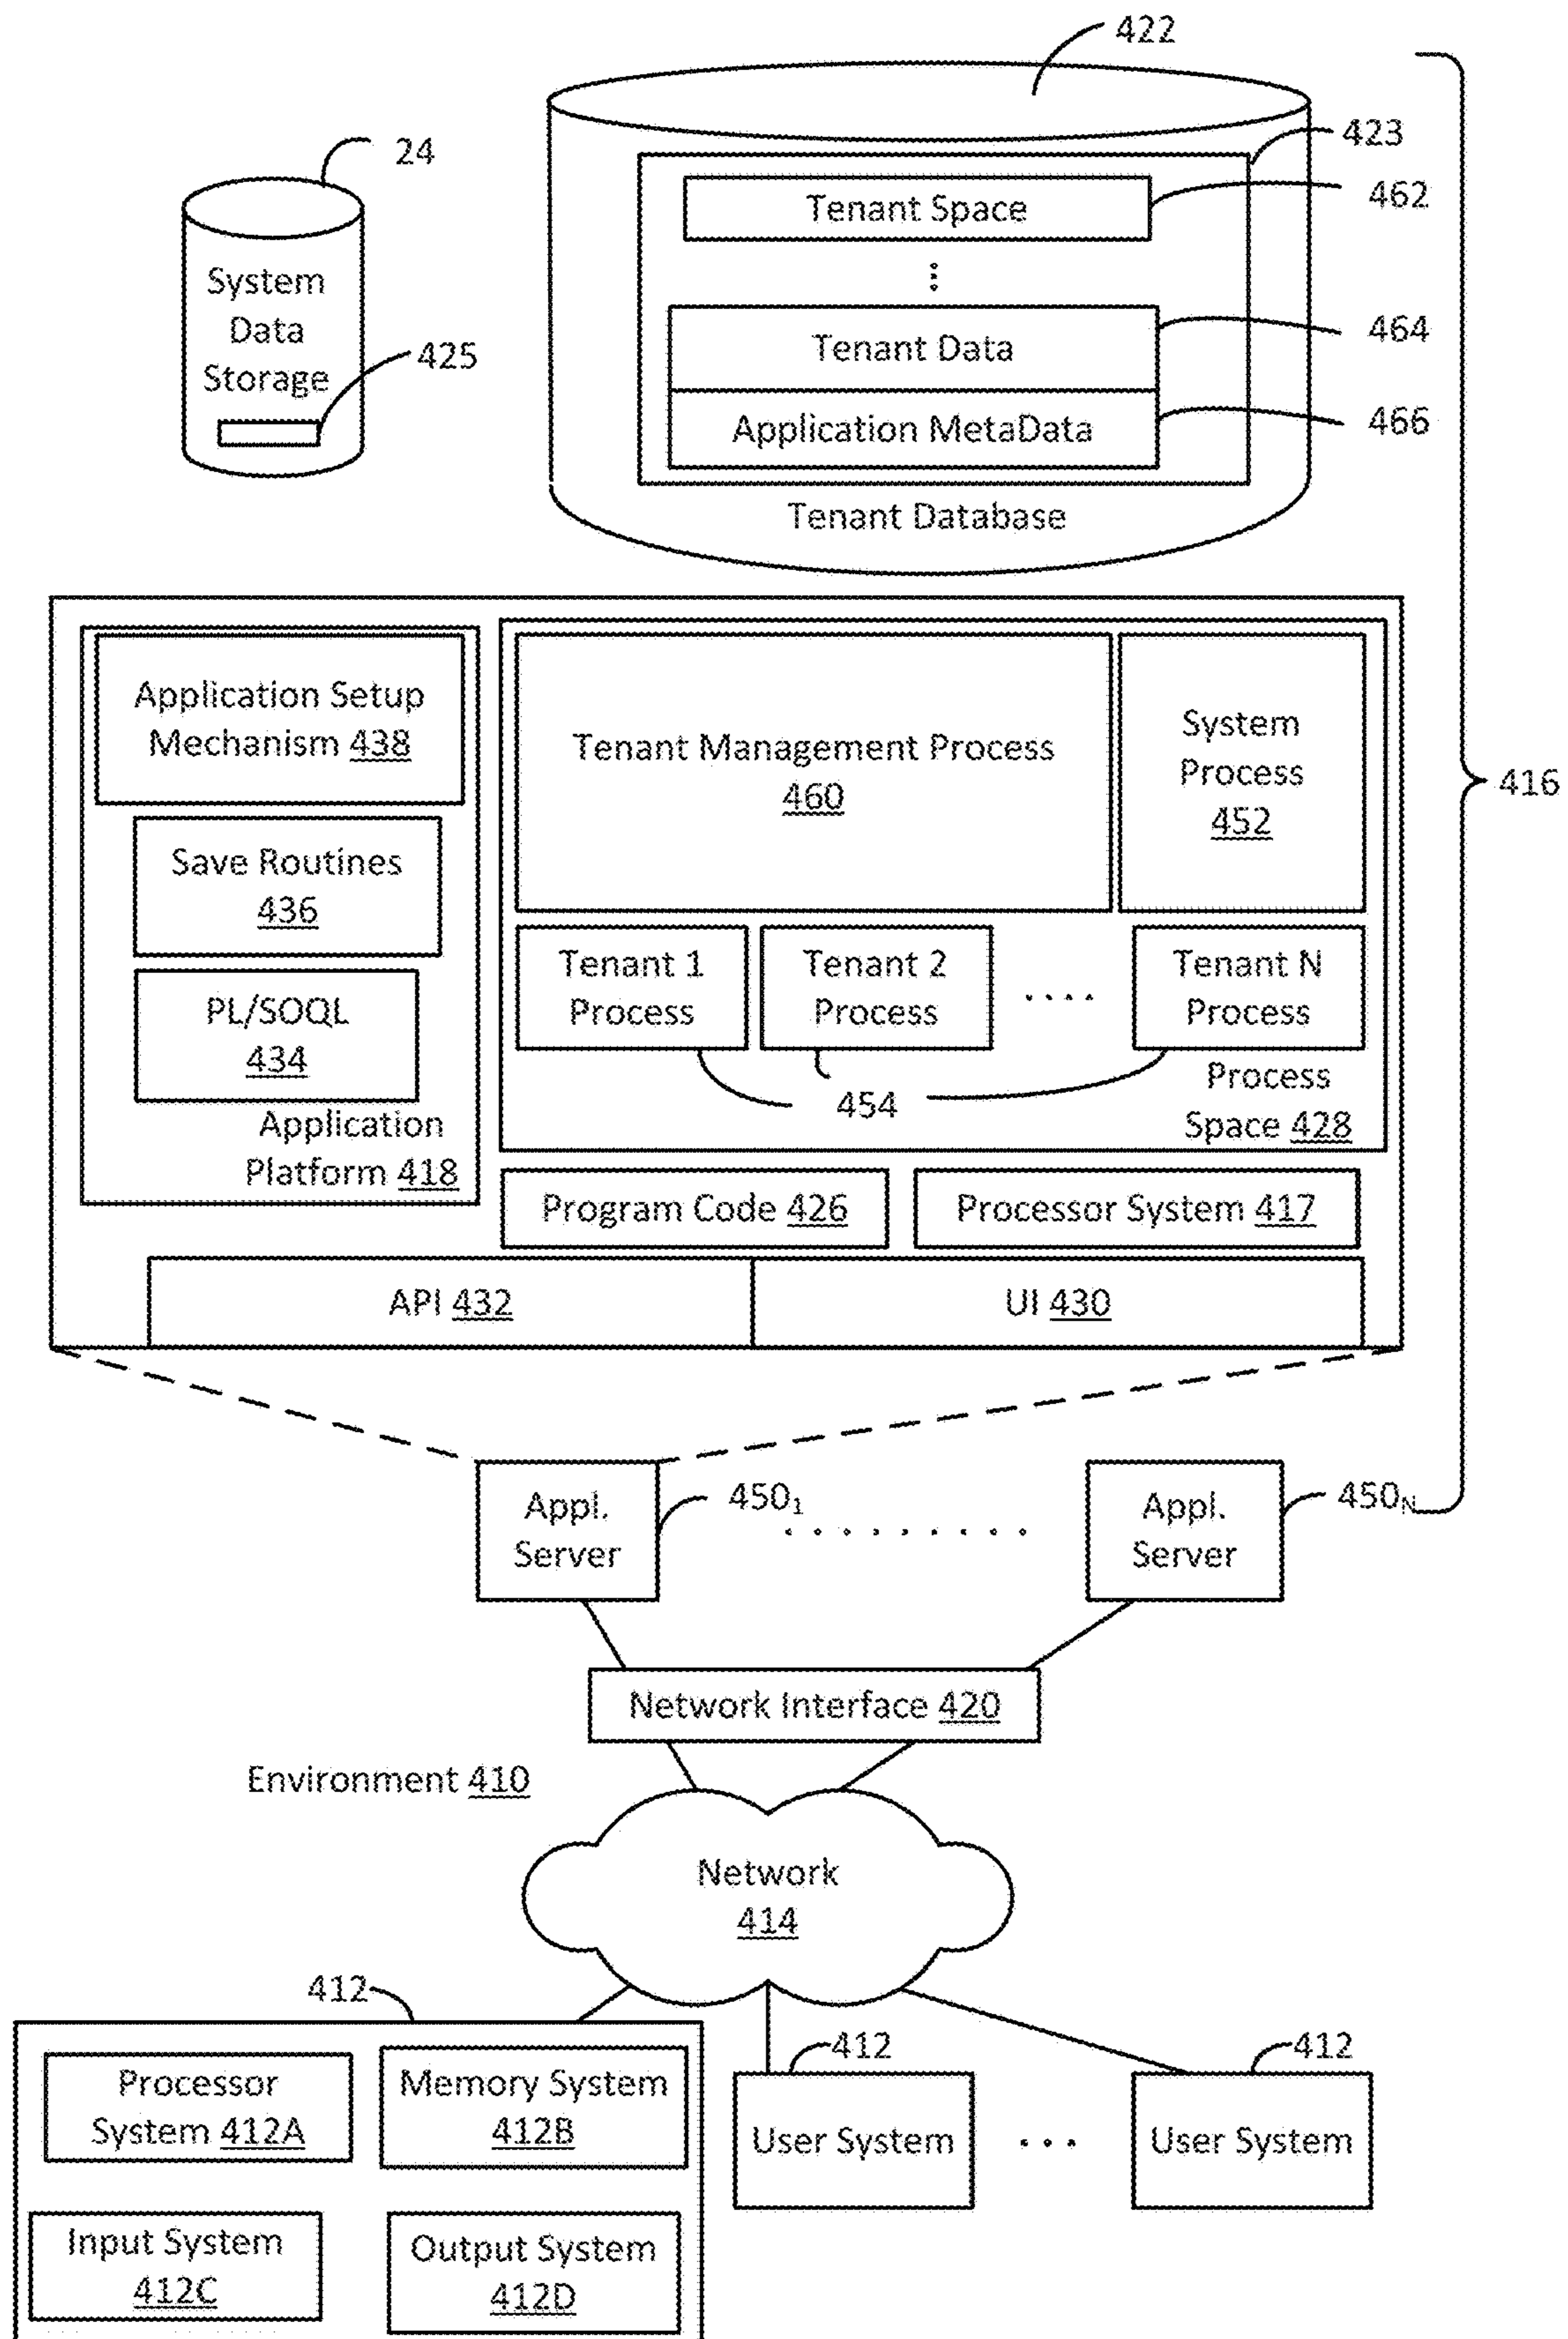 422
423
24
Tenant Space
462
System
Data
Storage
425
Tenant Data
464
Application MetaData
466
Tenant Database
Application Setup
Mechanism 438
Tenant Management Process
460
System
Process
452
416
Save Routines
436
Tenant 1
Process
Tenant 2
Process
Tenant N
Process
PL/SOQL
434
454
Process
Space 428
Application
Platform 418
Program Code 426
Processor System 417
API 432
UI 430
Appl.
Server
450₁
Appl.
Server
450ₙ
Network Interface 420
Environment 410
Network
414
412
412
412
Processor
System 412A
Memory System
412B
User System
User System
Input System
412C
Output System
412D